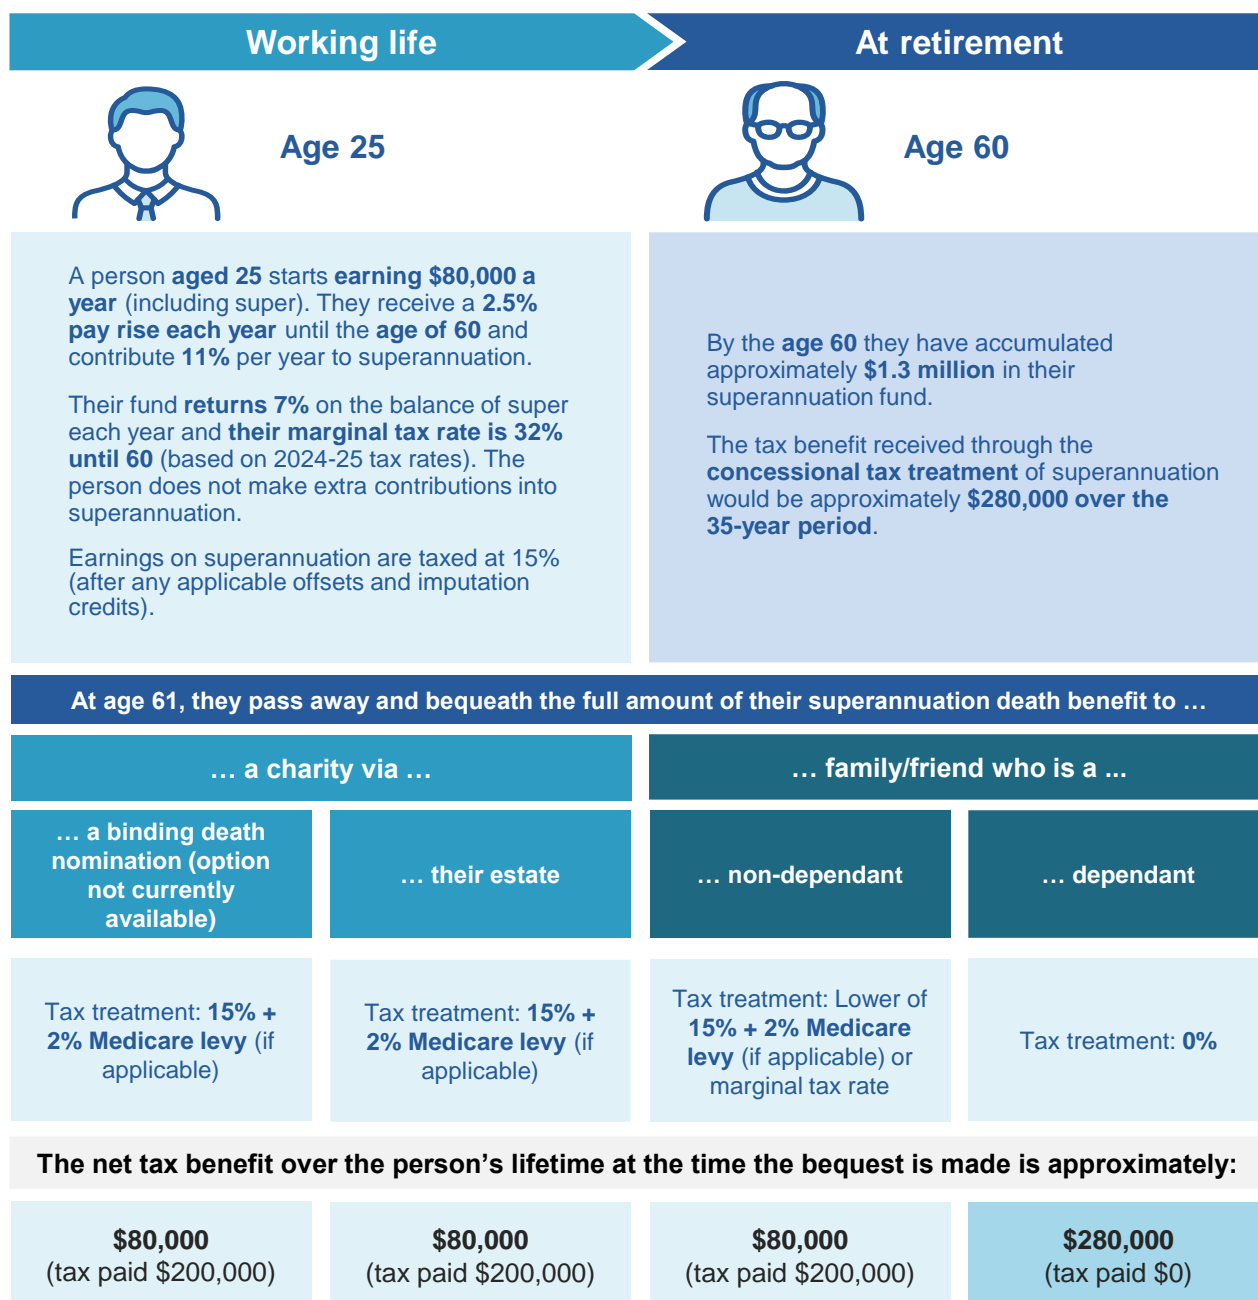 Working life
At retirement
Age 25
Age 60
A person aged 25 starts earning $80,000 a
year (including super). They receive a 2.5%
pay rise each year until the age of 60 and
contribute 11% per year to superannuation.
Their fund returns 7% on the balance of super
each year and their marginal tax rate is 32%
until 60 (based on 2024-25 tax rates). The
person does not make extra contributions into
superannuation.
Earnings on superannuation are taxed at 15%
(after any applicable offsets and imputation
credits).
By the age 60 they have accumulated
approximately $1.3 million in their
superannuation fund.
The tax benefit received through the
concessional tax treatment of superannuation
would be approximately $280,000 over the
35-year period.
At age 61, they pass away and bequeath the full amount of their superannuation death benefit to …
… a charity via …
… family/friend who is a ...
… a binding death
nomination (option
not currently
available)
… their estate
… non-dependant
… dependant
Tax treatment: 15% +
2% Medicare levy (if
applicable)
Tax treatment: 15% +
2% Medicare levy (if
applicable)
Tax treatment: Lower of
15% + 2% Medicare
levy (if applicable) or
marginal tax rate
Tax treatment: 0%
The net tax benefit over the person's lifetime at the time the bequest is made is approximately:
$80,000
(tax paid $200,000)
$80,000
(tax paid $200,000)
$80,000
(tax paid $200,000)
$280,000
(tax paid $0)